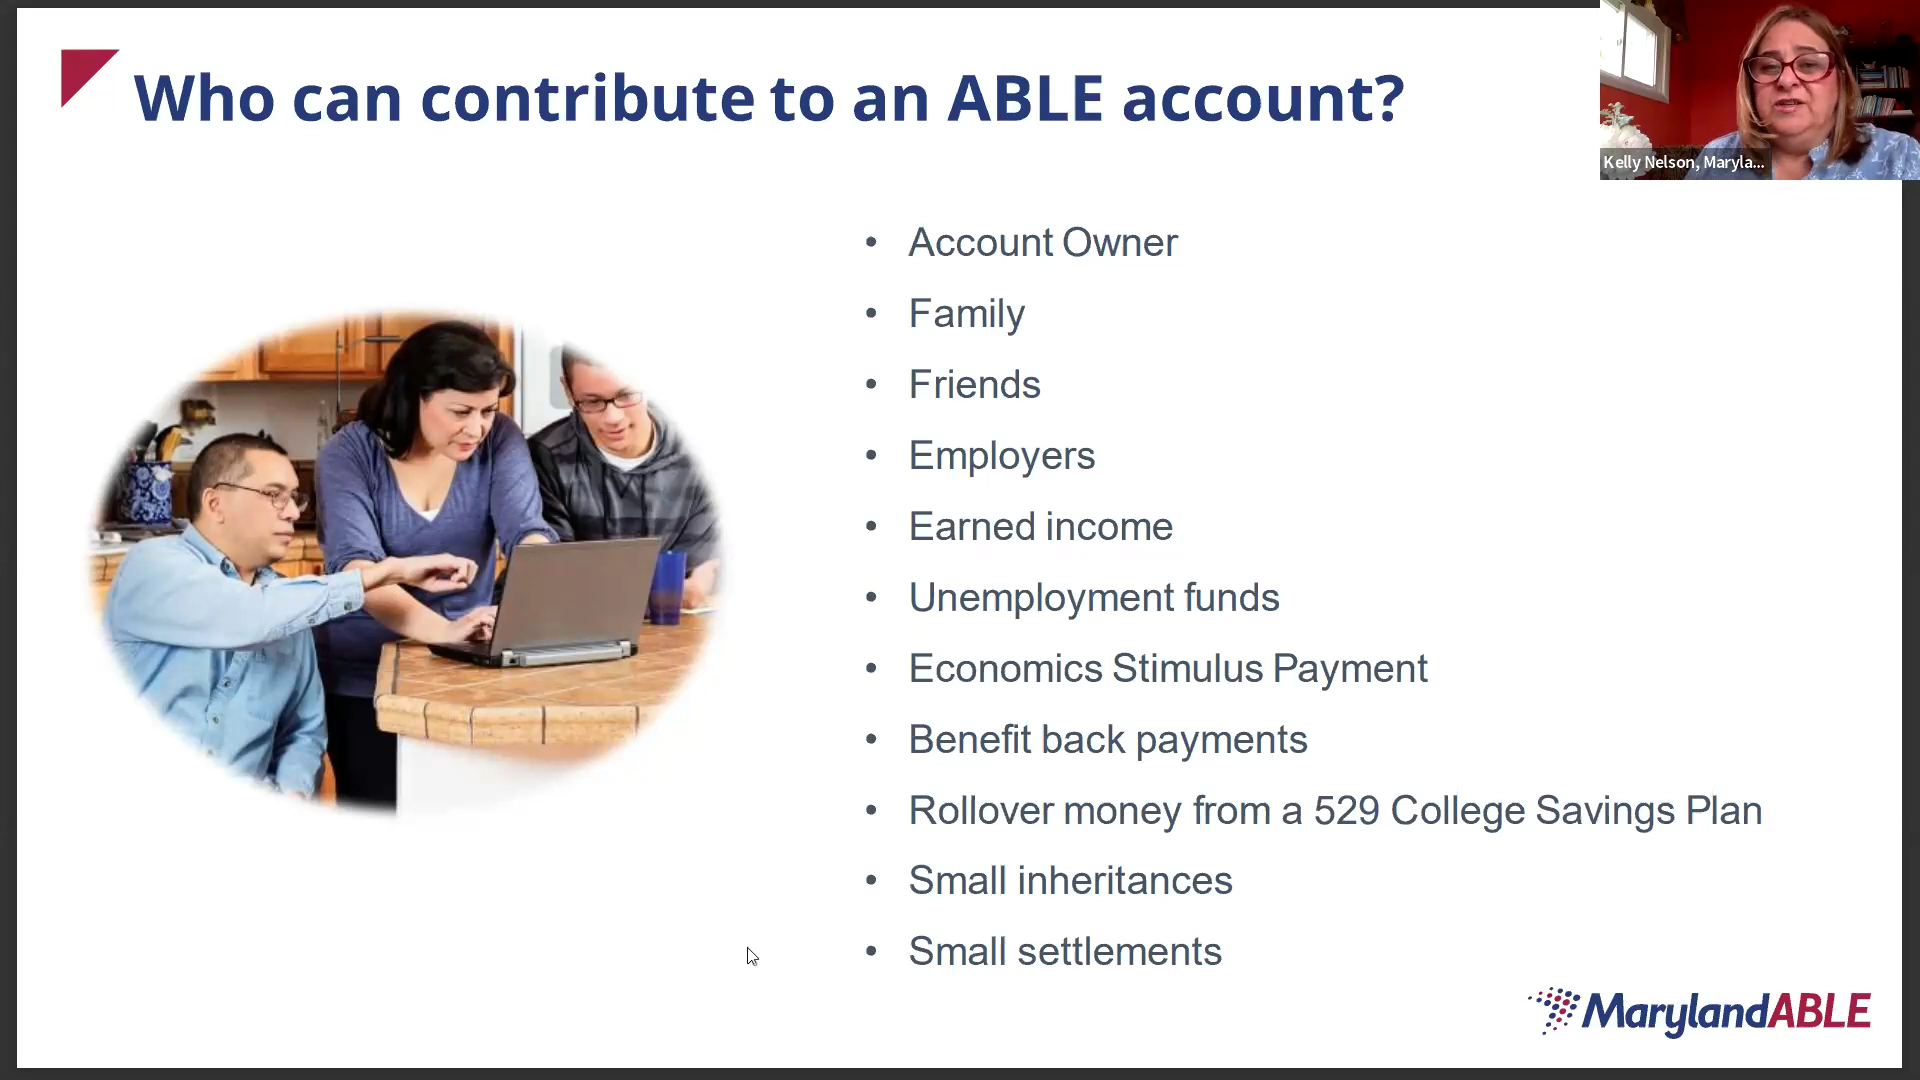 Who can contribute to an ABLE account?
Kelly Nelson, Maryla...
• Account Owner
• Family
• Friends
• Employers
• Earned income
• Unemployment funds
• Economics Stimulus Payment
• Benefit back payments
• Rollover money from a 529 College Savings Plan
• Small inheritances
• Small settlements
MarylandABLE